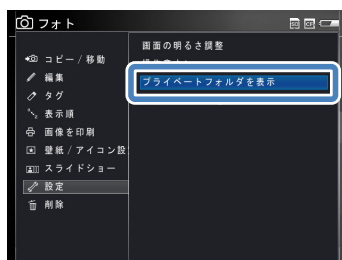 フォト
コピー / 移動
編集
タグ
表示順
画像を印刷
壁紙 / アイコン設
スライドショー
設定
削除
画面の明るさ調整
プライベートフォルダを表示